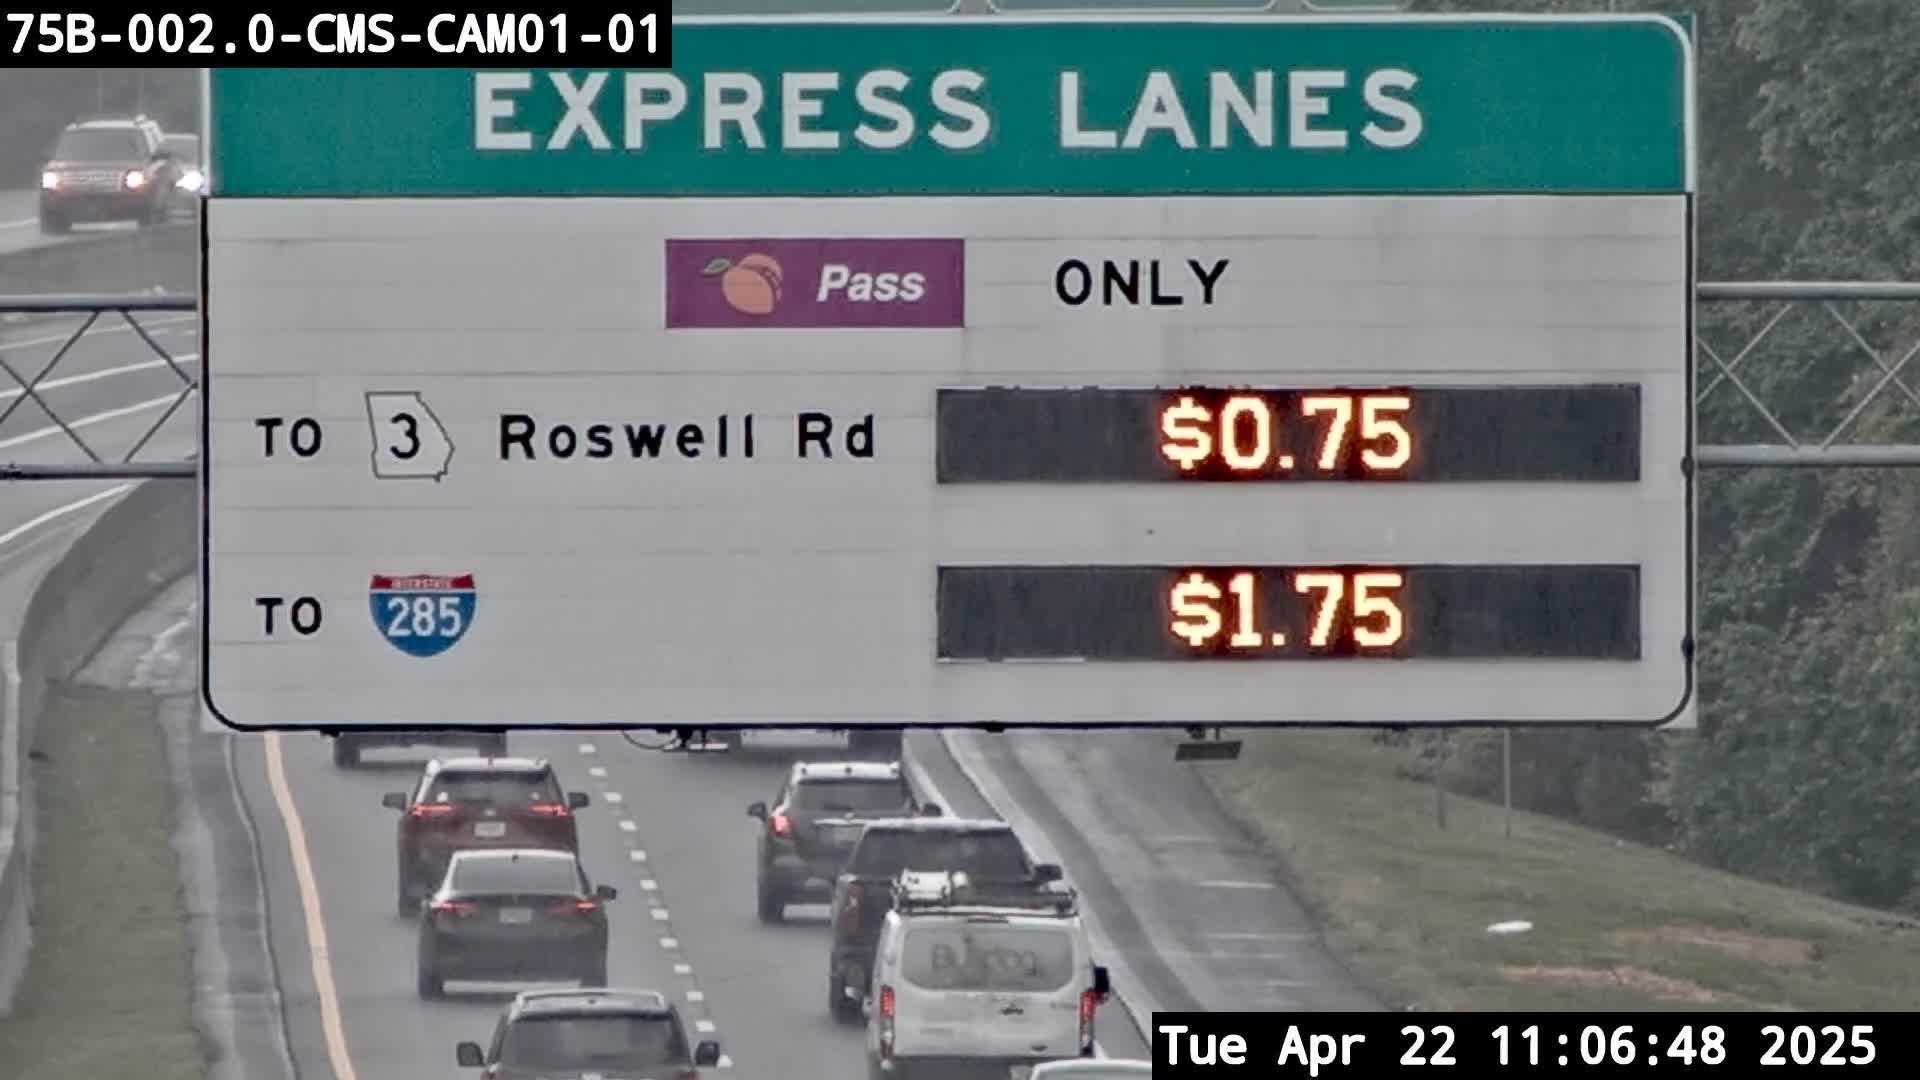 75B-002.0-CMS-CAM01-01
EXPRESS LANES
Pass ONLY
TO 3 Roswell Rd $0.75
INTERSTATE
TO 285 $1.75
Tue Apr 22 11:06:48 2025